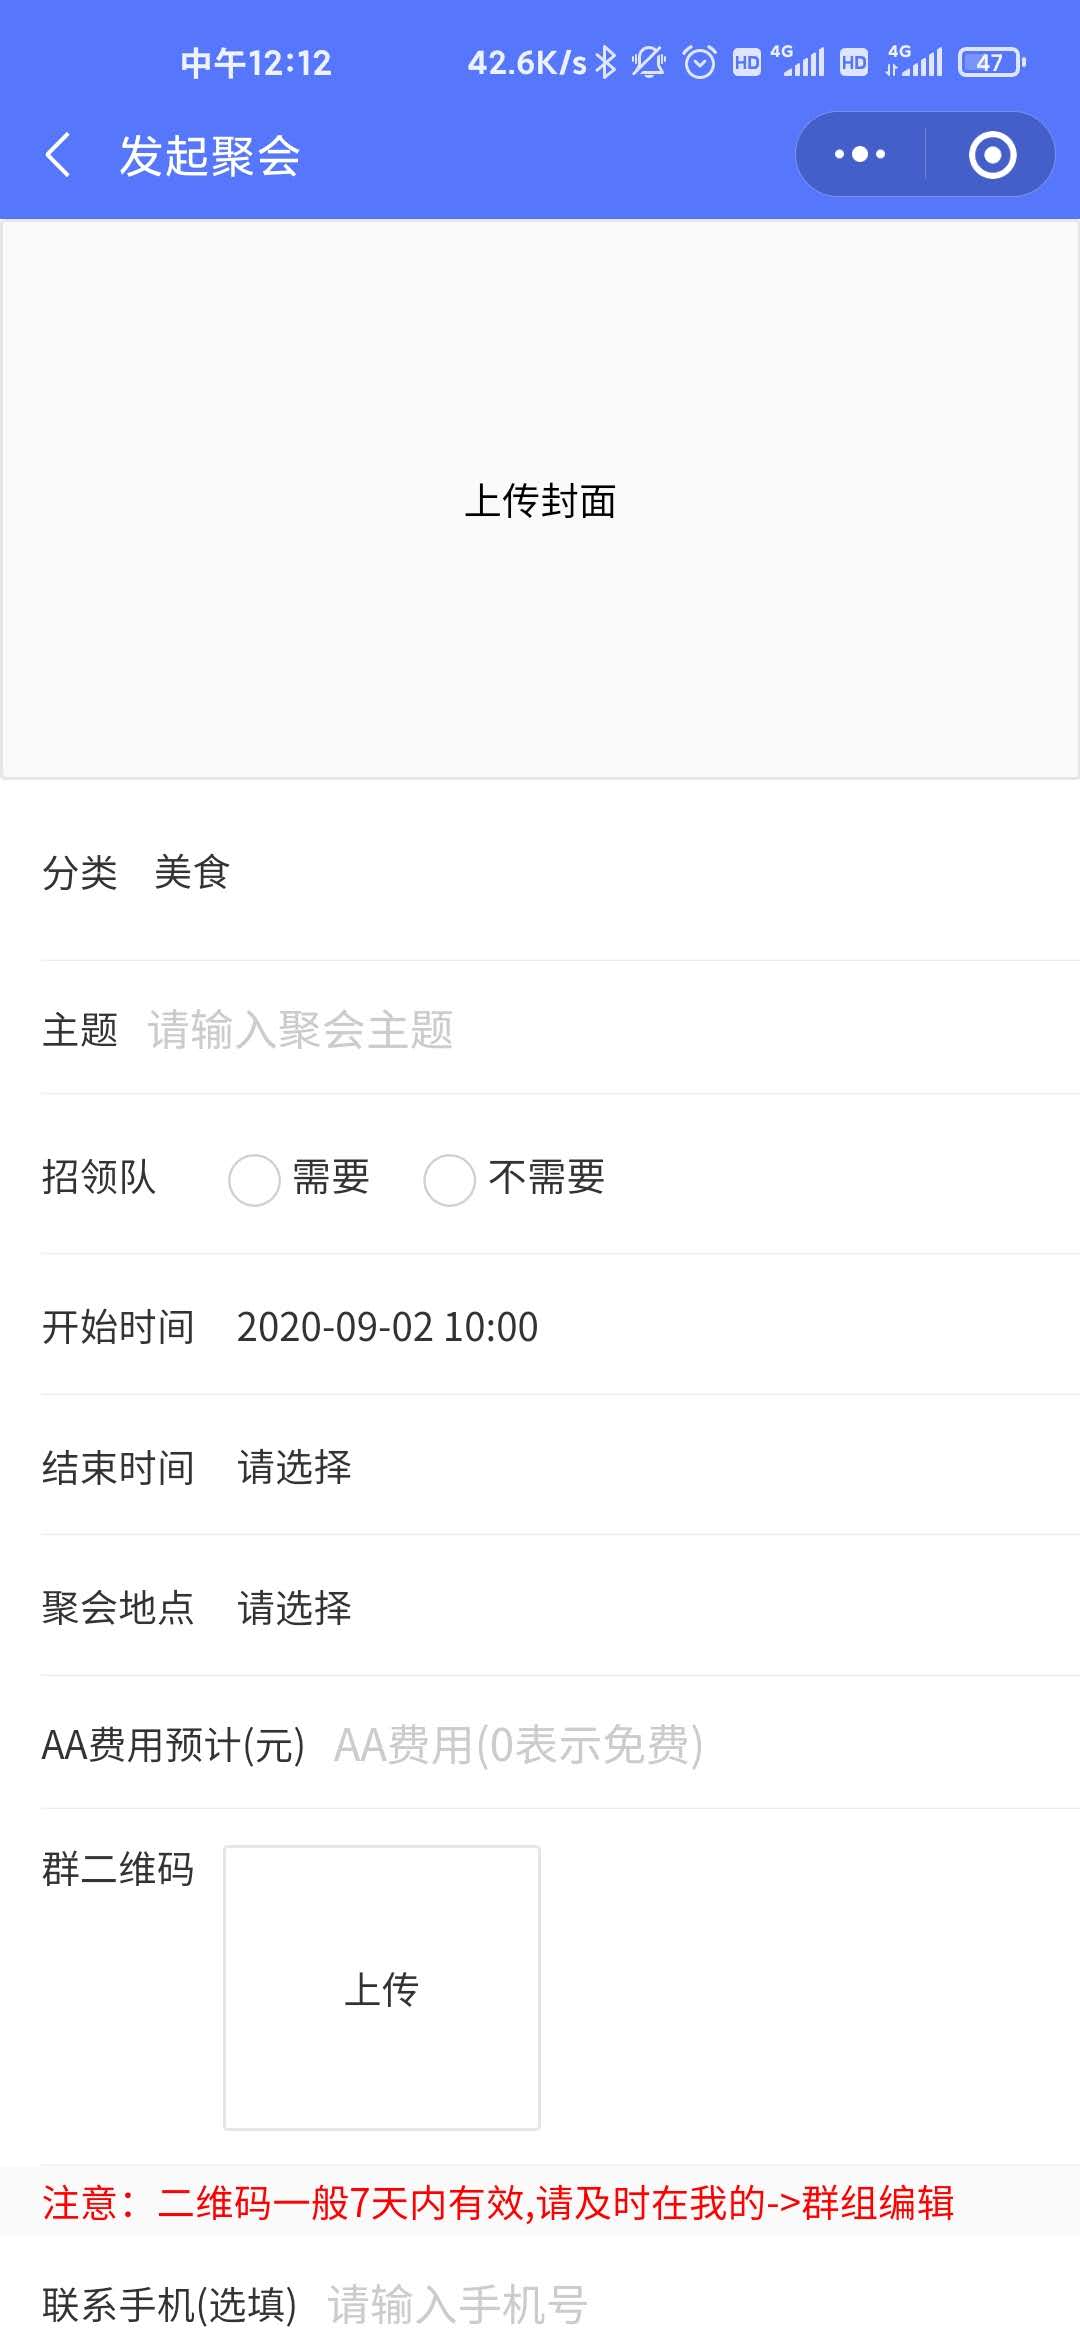 中午12:12 42.6K/s HD 4G HD 4G 47
发起聚会
上传封面
分类 美食
主题 请输入聚会主题
招领队 需要 不需要
开始时间 2020-09-02 10:00
结束时间 请选择
聚会地点 请选择
AA费用预计(元) AA费用(0表示免费)
群二维码
上传
注意：二维码一般7天内有效,请及时在我的->群组编辑
联系手机(选填) 请输入手机号